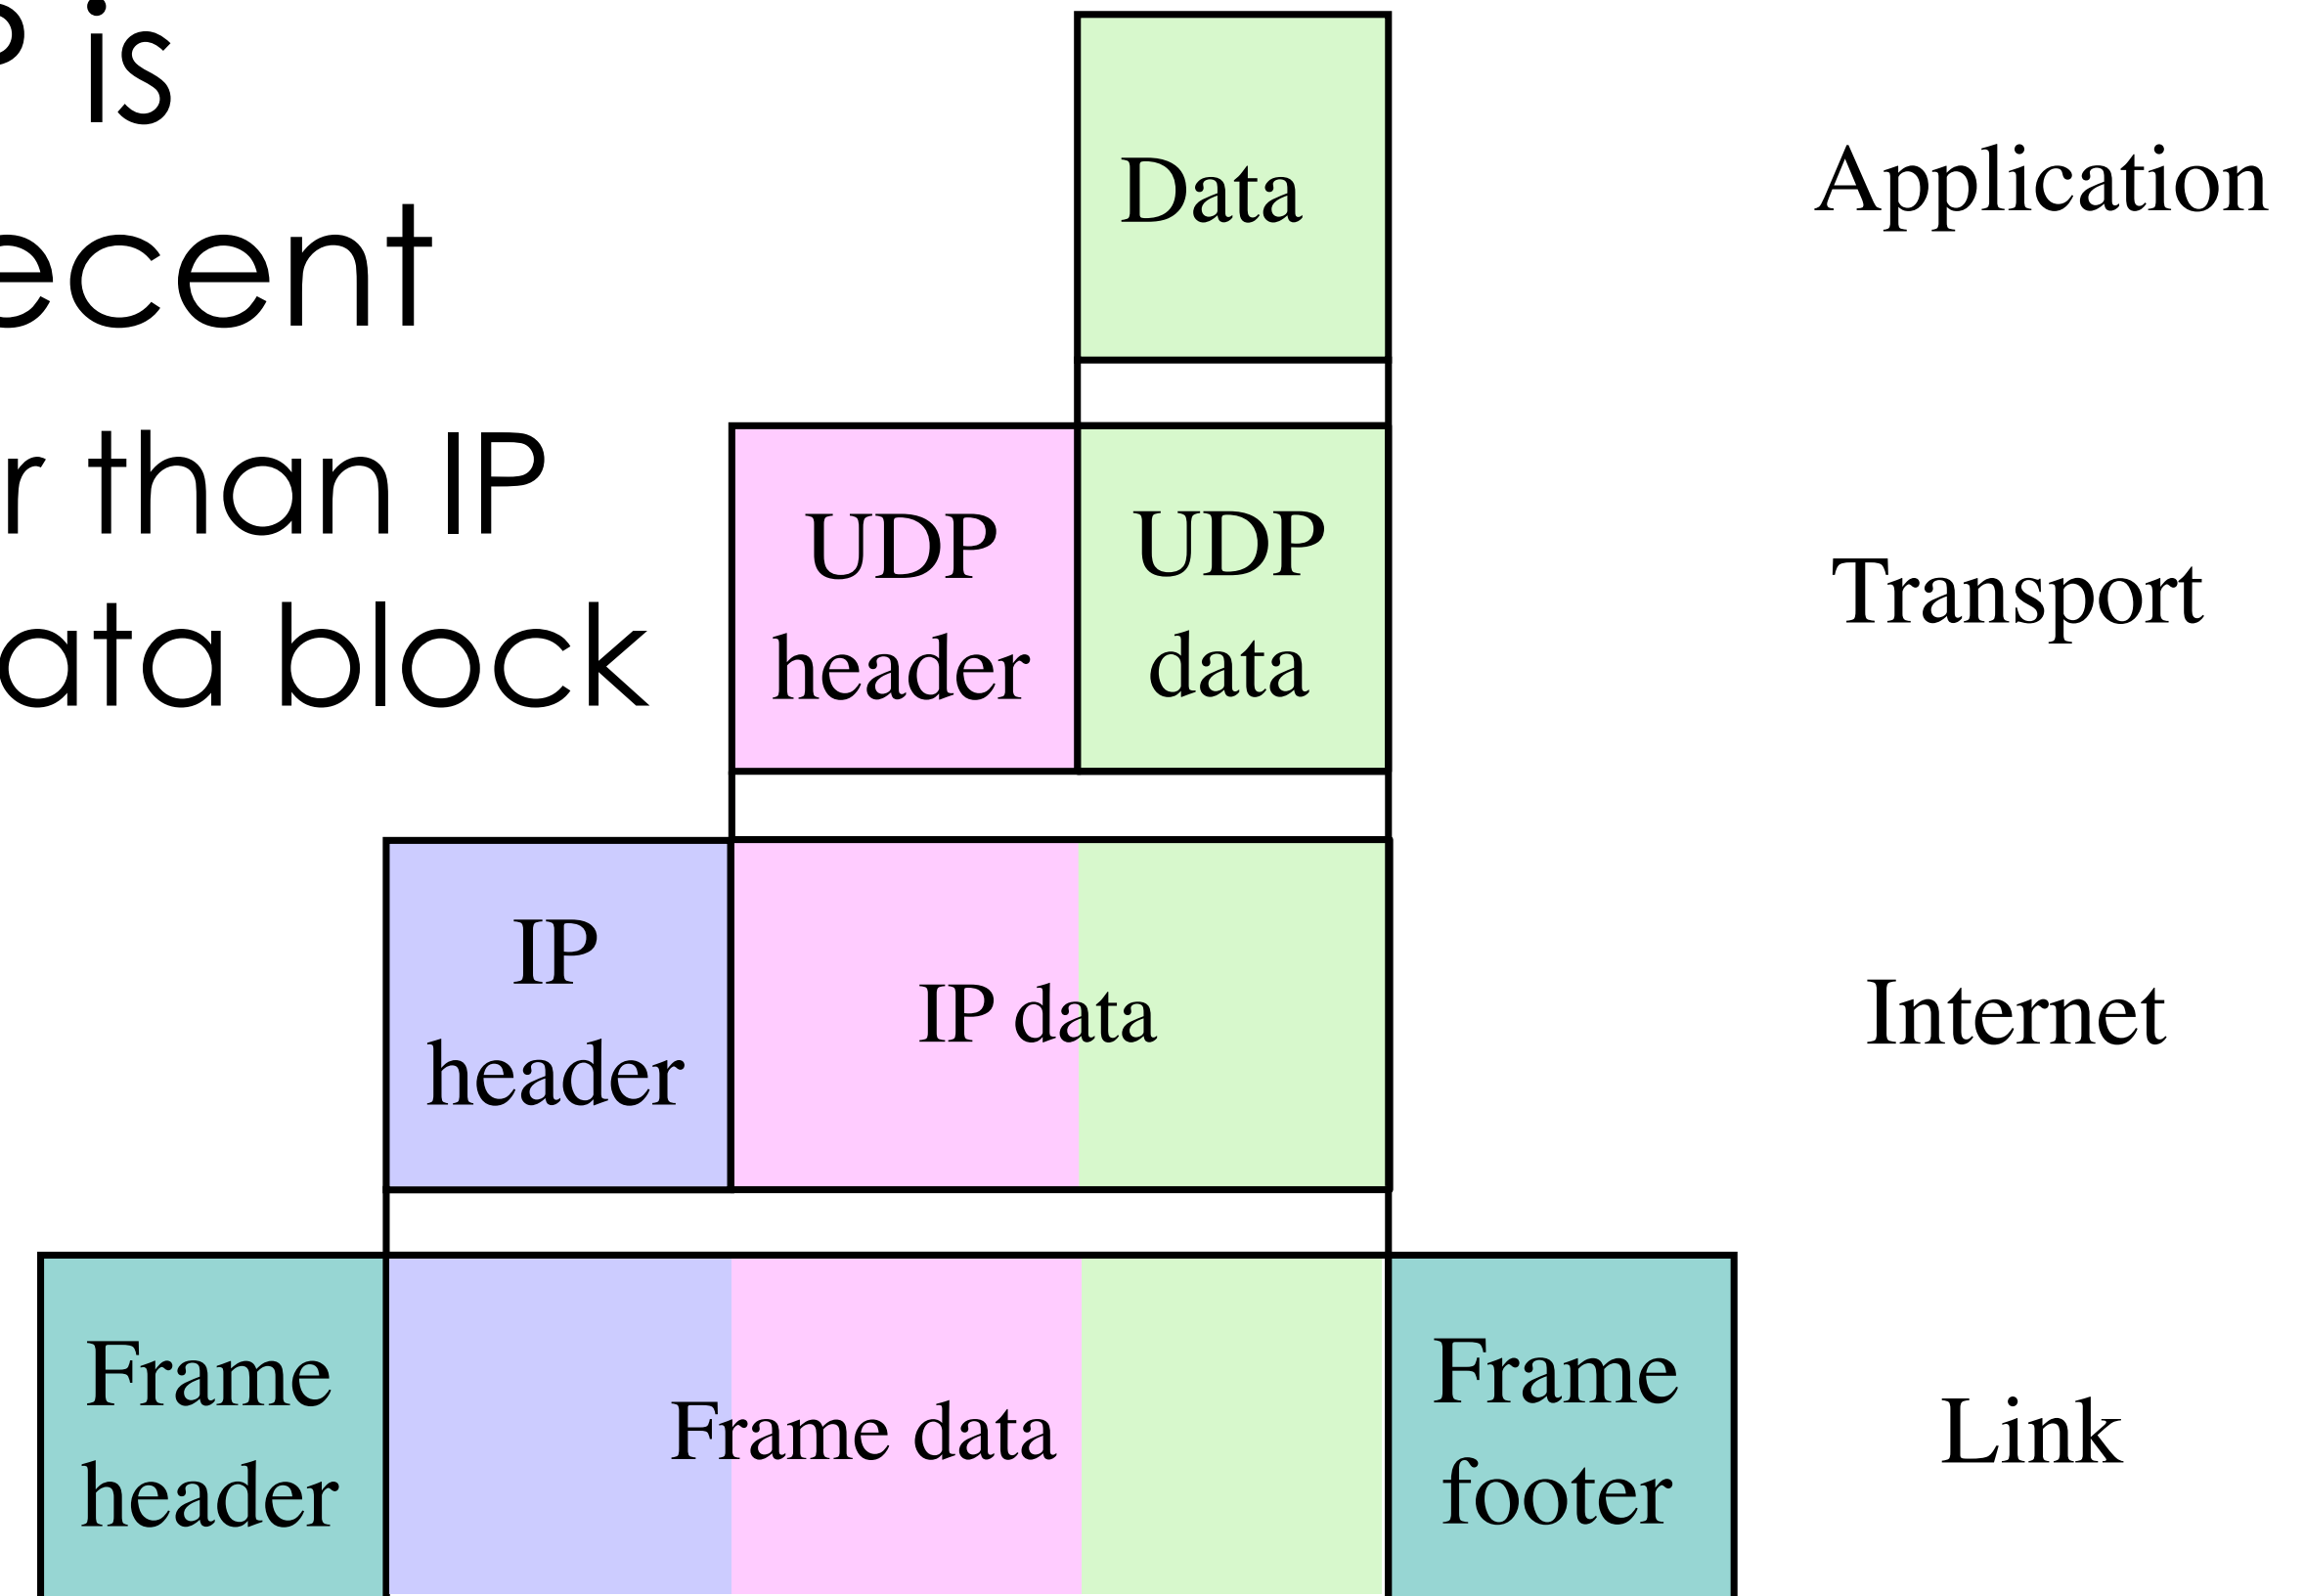 P is
ecent
r than IP
ata block
Data
Application
UDP
header
UDP
data
Transport
IP
header
IP data
Internet
Frame
header
Frame data
Frame
footer
Link